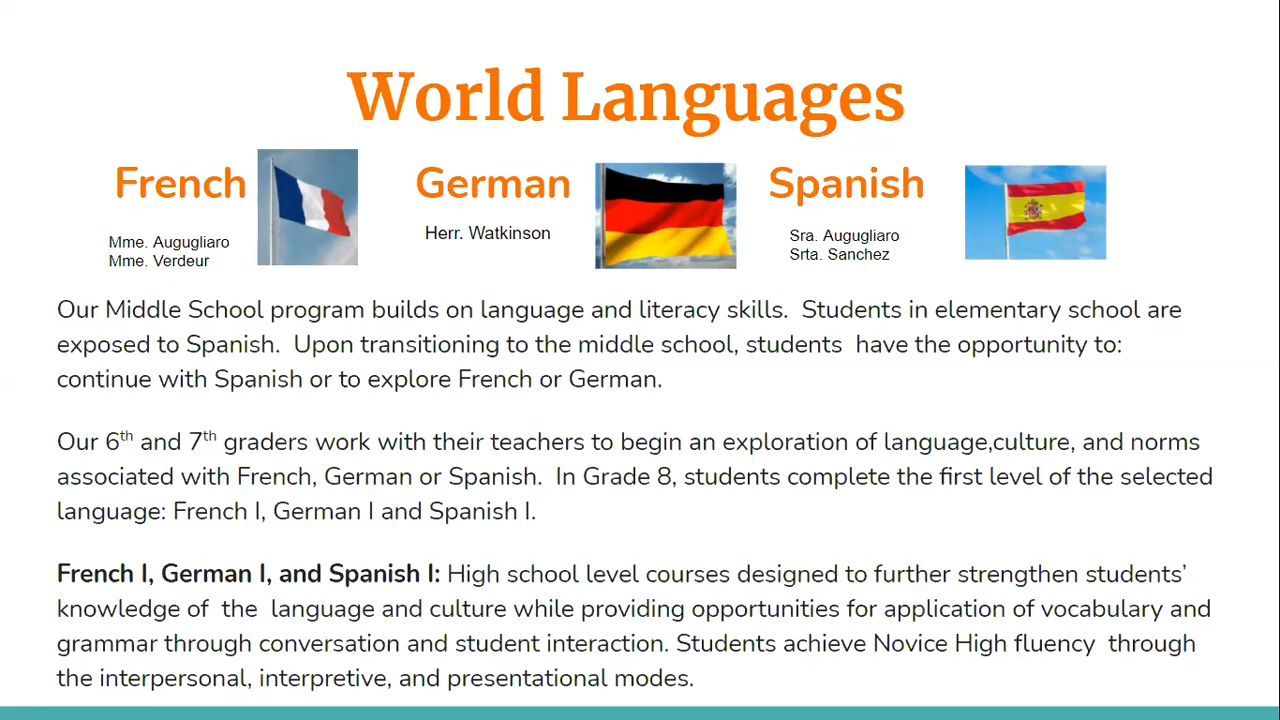 World Languages
French
Mme. Augugliaro
Mme. Verdeur
German
Herr. Watkinson
Spanish
Sra. Augugliaro
Srta. Sanchez
Our Middle School program builds on language and literacy skills.  Students in elementary school are
exposed to Spanish.  Upon transitioning to the middle school, students  have the opportunity to:
continue with Spanish or to explore French or German.
Our 6th and 7th graders work with their teachers to begin an exploration of language,culture, and norms
associated with French, German or Spanish.  In Grade 8, students complete the first level of the selected
language: French I, German I and Spanish I.
French I, German I, and Spanish I: High school level courses designed to further strengthen students’
knowledge of  the  language and culture while providing opportunities for application of vocabulary and
grammar through conversation and student interaction. Students achieve Novice High fluency  through
the interpersonal, interpretive, and presentational modes.